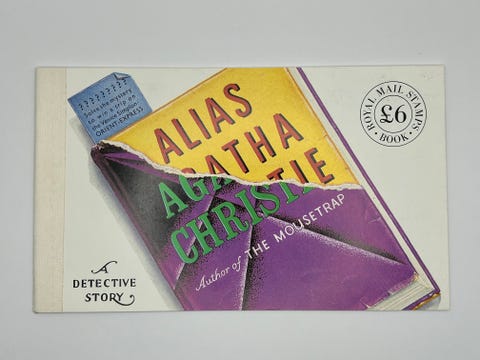 ?????????
Solve the mystery
to win a trip on
the Venice Simplon
ORIENT-EXPRESS
ALIAS
AGATHA
CHRISTIE
Author of THE MOUSETRAP
ROYAL MAIL STAMPS
£6
BOOK
A
DETECTIVE
STORY